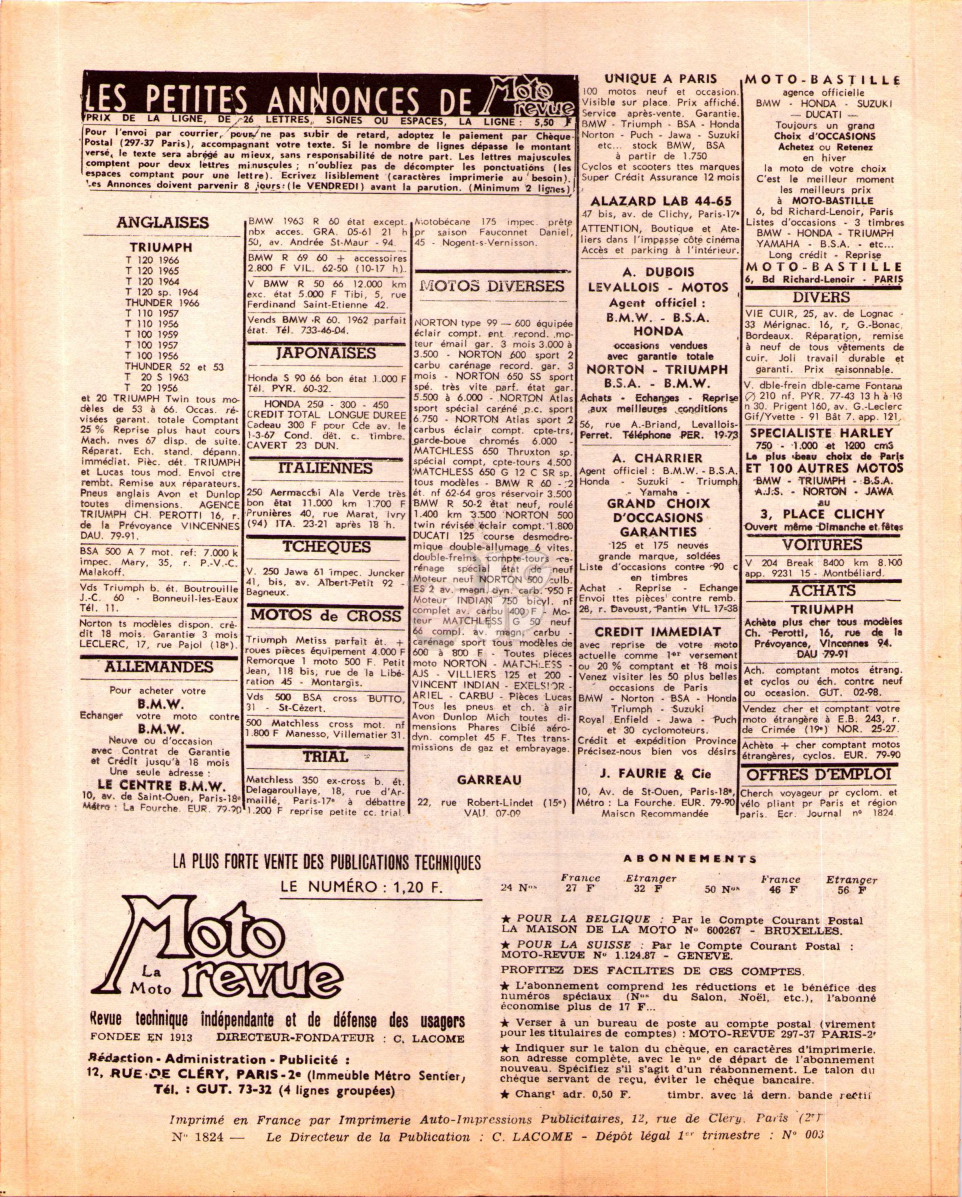 LES PETITES ANNONCES DE Moto revue
PRIX DE LA LIGNE, DE 26 LETTRES, SIGNES OU ESPACES, LA LIGNE : 5,50 F
Pour l'envoi par courrier, pour ne pas subir de retard, adoptez le paiement par Chèque-
Postal (297-37 Paris), accompagnant votre texte. Si le nombre de lignes dépasse le montant
versé, le texte sera abrégé au mieux, sans responsabilité de notre part. Les lettres majuscules
comptent pour deux lettres minuscules ; n'oubliez pas de décompter les ponctuations (les
espaces comptant pour une lettre). Ecrivez lisiblement (caractères imprimerie au besoin).
Les Annonces doivent parvenir 8 jours (le VENDREDI) avant la parution. (Minimum 2 lignes)
ANGLAISES
TRIUMPH
T 120 1966
T 120 1965
T 120 1964
T 120 sp. 1964
THUNDER 1966
T 110 1957
T 110 1956
T 100 1959
T 100 1957
T 100 1956
THUNDER 52 et 53
T 20 S 1963
T 20 1956
et 20 TRIUMPH Twin tous mo-
dèles de 53 à 66. Occas. ré-
visées garant. totale Comptant
25 % Reprise plus haut cours
Mach. nves 67 disp. de suite.
Réparat. Ech. stand. dépann.
immédiat. Pièc. dét. TRIUMPH
et Lucas tous mod. Envoi ctre
rembt. Remise aux réparateurs.
Pneus anglais Avon et Dunlop
toutes dimensions. AGENCE
TRIUMPH CH. PEROTTI 16, r.
de la Prévoyance VINCENNES
DAU. 79-91.
BSA 500 A 7 mot. ref: 7.000 k
impec. Mary, 35, r. P.-V.-C.
Malakoff.
Vds Triumph b. ét. Boutrouille
J.-C. 60 - Bonneuil-les-Eaux
Tél. 11.
Norton ts modèles dispon. cré-
dit 18 mois. Garantie 3 mois
LECLERC, 17, rue Pajol (18e).
ALLEMANDES
Pour acheter votre
B.M.W.
Echanger votre moto contre
B.M.W.
Neuve ou d'occasion
avec Contrat de Garantie
et Crédit jusqu'à 18 mois
Une seule adresse :
LE CENTRE B.M.W.
10, av. de Saint-Ouen, Paris-18e
Métro : La Fourche. EUR. 79-90
BMW 1963 R 60 état except.
nbx acces. GRA. 05-61 21 h
50, av. Andrée St-Maur - 94.
BMW R 69 60 + accessoires
2.800 F VIL. 62-50 (10-17 h).
V BMW R 50 66 12.000 km
exc. état 5.000 F Tibi, 5, rue
Ferdinand Saint-Etienne 42.
Vends BMW R. 60. 1962 parfait
état. Tél. 733-46-04.
JAPONAISES
Honda S 90 66 bon état 1.000 F
Tél. PYR. 60-32.
HONDA 250 - 300 - 450
CREDIT TOTAL LONGUE DUREE
Cadeau 300 F pour Cde av. le
1-3-67 Cond. dét. c. timbre.
CAVERT 23 DUN.
ITALIENNES
250 Aermacchi Ala Verde très
bon état 11.000 km 1.700 F
Prunières 40, rue Marat, Ivry
(94) ITA. 23-21 après 18 h.
TCHEQUES
V. 250 Jawa 61 impec. Juncker
41, bis, av. Albert-Petit 92 -
Bagneux.
MOTOS de CROSS
Triumph Metiss parfait ét. +
roues pièces équipement 4.000 F
Remorque 1 moto 500 F. Petit
Jean, 118 bis, rue de la Libé-
ration 45 - Montargis.
Vds 500 BSA cross BUTTO,
31 - St-Cézert.
500 Matchless cross mot. nf
1.800 F Manesso, Villematier 31.
TRIAL
Matchless 350 ex-cross b. ét.
Delagaroullaye, 18, rue d'Ar-
maillé, Paris-17e à débattre
1.200 F reprise petite cc. trial
Motobécane 175 impec. prête
pr saison Fauconnet Daniel,
45 - Nogent-s-Vernisson.
MOTOS DIVERSES
NORTON type 99 — 600 équipée
éclair compt. ent record. mo-
teur émail gar. 3 mois 3.000 à
3.500 - NORTON 600 sport 2
carbu carénage record. gar. 3
mois - NORTON 650 SS sport
spé. très vite parf. état gar.
5.500 à 6.000 - NORTON Atlas
sport spécial caréné p.c. sport
6.750 - NORTON Atlas sport 2
carbus éclair compt. cpte-trs,
garde-boue chromés 6.000 -
MATCHLESS 650 Thruxton sp.
spécial compt, cpte-tours 4.500
MATCHLESS 650 G 12 C SR sp.
tous modèles - BMW R 60 - 2
ét. nf 62-64 gros réservoir 3.500
BMW R 50-2 état neuf, roulé
1.400 km 3.500 NORTON 500
twin révisée éclair compt. 1.800
DUCATI 125 course desmodro-
mique double-allumage 6 vites.
double-freins compte-tours ca-
rénage spécial état de neuf
Moteur neuf NORTON 500 culb.
ES 2 av. magn. dyn. carb. 950 F
Moteur INDIAN 750 bicyl. nf
complet av. carbu 400 F - Mo-
teur MATCHLESS 50 neuf
66 compl. av. magn. carbu -
carénage sport tous modèles de
600 à 800 F - Toutes pièces
moto NORTON - MATCHLESS -
AJS - VILLIERS 125 et 200 -
VINCENT INDIAN - EXELSIOR -
ARIEL - CARBU - Pièces Lucas
Tous les pneus et ch. à air
Avon Dunlop Mich toutes di-
mensions Phares Cibié aéro-
dyn. complet 45 F. Ttes trans-
missions de gaz et embrayage.
GARREAU
22, rue Robert-Lindet (15e)
VAU. 07-09
UNIQUE A PARIS
100 motos neuf et occasion.
Visible sur place. Prix affiché.
Service après-vente. Garantie.
BMW - Triumph - BSA - Honda
Norton - Puch - Jawa - Suzuki
etc... stock BMW, BSA
à partir de 1.750
Cyclos et scooters ttes marques
Super Crédit Assurance 12 mois
ALAZARD LAB 44-65
47 bis, av. de Clichy, Paris-17e
ATTENTION, Boutique et Ate-
liers dans l'impasse côté cinéma
Accès et parking à l'intérieur.
A. DUBOIS
LEVALLOIS - MOTOS
Agent officiel :
B.M.W. - B.S.A.
HONDA
occasions vendues
avec garantie totale
NORTON - TRIUMPH
B.S.A. - B.M.W.
Achats - Echanges - Reprise
aux meilleures conditions
56, rue A.-Briand, Levallois-
Perret. Téléphone PER. 19-73
A. CHARRIER
Agent officiel : B.M.W. - B.S.A.
Honda - Suzuki - Triumph
- Yamaha -
GRAND CHOIX
D'OCCASIONS
GARANTIES
125 et 175 neuves
grande marque, soldées
Liste d'occasions contre 90 c
en timbres
Achat - Reprise - Echange
Envoi ttes pièces contre remb.
26, r. Davoust, Pantin VIL 17-38
CREDIT IMMEDIAT
avec reprise de votre moto
actuelle comme 1er versement
ou 20 % comptant et 18 mois
Venez visiter les 50 plus belles
occasions de Paris
BMW - Norton - BSA - Honda
Triumph - Suzuki
Royal Enfield - Jawa - Puch
et 30 cyclomoteurs.
Crédit et expédition Province
Précisez-nous bien vos désirs
J. FAURIE & Cie
10, Av. de St-Ouen, Paris-18e,
Métro : La Fourche. EUR. 79-90
Maison Recommandée
MOTO-BASTILLE
agence officielle
BMW - HONDA - SUZUKI
— DUCATI —
Toujours un grand
Choix d'OCCASIONS
Achetez ou Retenez
en hiver
la moto de votre choix
C'est le meilleur moment
les meilleurs prix
à MOTO-BASTILLE
6, bd Richard-Lenoir, Paris
Listes d'occasions - 3 timbres
BMW - HONDA - TRIUMPH
YAMAHA - B.S.A. - etc...
Long crédit - Reprise
MOTO-BASTILLE
6, Bd Richard-Lenoir - PARIS
DIVERS
VIE CUIR, 25, av. de Lognac -
33 Mérignac. 16, r, G.-Bonac,
Bordeaux. Réparation, remise
à neuf de tous vêtements de
cuir. Joli travail durable et
garanti. Prix raisonnable.
V. dble-frein dble-came Fontana
∅ 210 nf. PYR. 77-43 13 h à 13
h 30. Prigent 160, av. G.-Leclerc
Gif/Yvette - 91 Bât 7. app. 121.
SPECIALISTE HARLEY
750 - 1.000 et 1200 cm3
Le plus beau choix de Paris
ET 100 AUTRES MOTOS
BMW - TRIUMPH - B.S.A.
A.J.S. - NORTON - JAWA
au
3, PLACE CLICHY
Ouvert même Dimanche et fêtes
VOITURES
V 204 Break 8400 km 8.100
app. 9231 15 - Montbéliard.
ACHATS
TRIUMPH
Achète plus cher tous modèles
Ch. Perotti, 16, rue de la
Prévoyance, Vincennes 94.
DAU 79-91
Ach. comptant motos étrang.
et cyclos ou éch. contre neuf
ou occasion. GUT. 02-98.
Vendez cher et comptant votre
moto étrangère à E.B. 243, r.
de Crimée (19e) NOR. 25-27.
Achète + cher comptant motos
étrangères, cyclos. EUR. 79-90
OFFRES D'EMPLOI
Cherch voyageur pr cyclom. et
vélo pliant pr Paris et région
paris. Ecr. Journal n° 1824
LA PLUS FORTE VENTE DES PUBLICATIONS TECHNIQUES
LE NUMÉRO : 1,20 F.
Moto
La Moto
revue
Revue technique indépendante et de défense des usagers
FONDEE EN 1913 DIRECTEUR-FONDATEUR : C. LACOME
Rédaction - Administration - Publicité :
12, RUE DE CLÉRY, PARIS-2e (Immeuble Métro Sentier)
Tél. : GUT. 73-32 (4 lignes groupées)
ABONNEMENTS
France Etranger France Etranger
24 Nos 27 F 32 F 50 Nos 46 F 56 F
★ POUR LA BELGIQUE : Par le Compte Courant Postal
LA MAISON DE LA MOTO N° 600267 - BRUXELLES.
★ POUR LA SUISSE : Par le Compte Courant Postal :
MOTO-REVUE N° 1.124.87 - GENEVE.
PROFITEZ DES FACILITES DE CES COMPTES.
★ L'abonnement comprend les réductions et le bénéfice des
numéros spéciaux (Nos du Salon, Noël, etc.), l'abonné
économise plus de 17 F...
★ Verser à un bureau de poste au compte postal (virement
pour les titulaires de comptes) : MOTO-REVUE 297-37 PARIS-2e
★ Indiquer sur le talon du chèque, en caractères d'imprimerie,
son adresse complète, avec le n° de départ de l'abonnement
nouveau. Spécifiez s'il s'agit d'un réabonnement. Le talon du
chèque servant de reçu, éviter le chèque bancaire.
★ Changt adr. 0,50 F. timbr. avec la dern. bande rectif
Imprimé en France par Imprimerie Auto-Impressions Publicitaires, 12, rue de Cléry, Paris (2e)
N° 1824 — Le Directeur de la Publication : C. LACOME - Dépôt légal 1er trimestre : N° 003